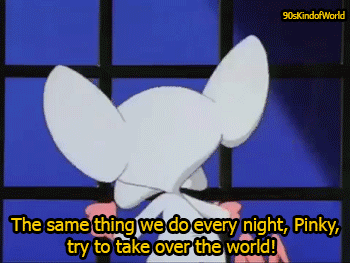 90sKindofWorld
The same thing we do every night, Pinky,
try to take over the world!